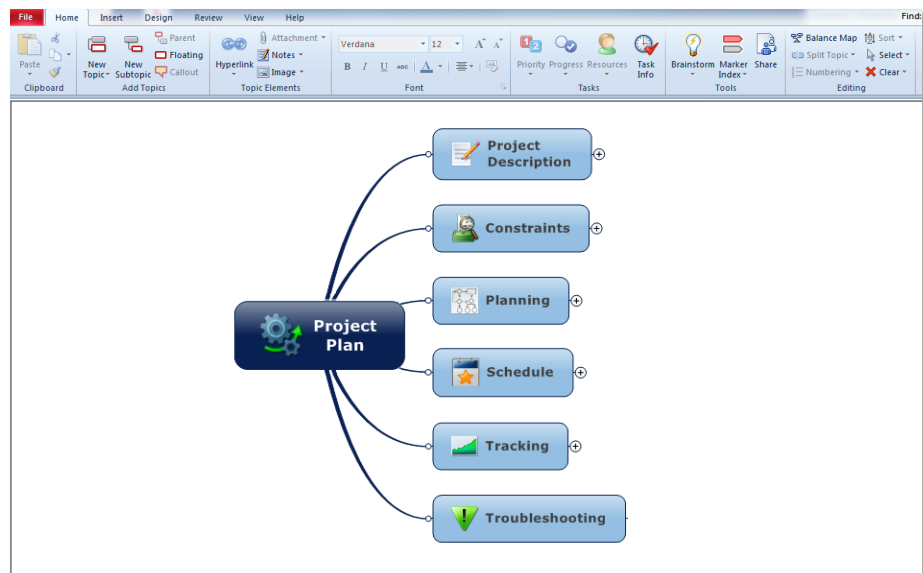 File Home Insert Design Review View Help Find:
Paste
Clipboard
New Topic
New Subtopic
Parent
Floating
Callout
Add Topics
Hyperlink
Attachment
Notes
Image
Topic Elements
Verdana 12 A A
B I U abc A
Font
Priority Progress Resources Task Info
Tasks
Brainstorm Marker Index Share
Tools
Balance Map Sort
Split Topic Select
Numbering Clear
Editing
Project
Description
Constraints
Planning
Project
Plan
Schedule
Tracking
Troubleshooting